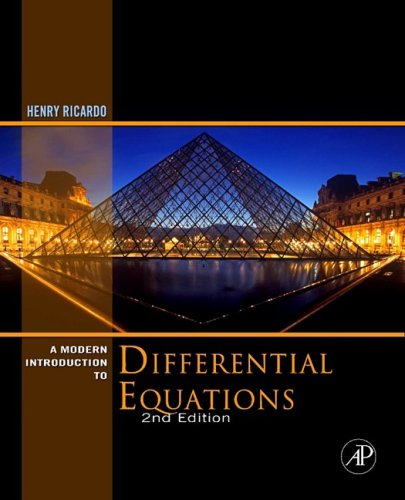 HENRY RICARDO
A MODERN
INTRODUCTION
TO
DIFFERENTIAL
EQUATIONS
2nd Edition
AP